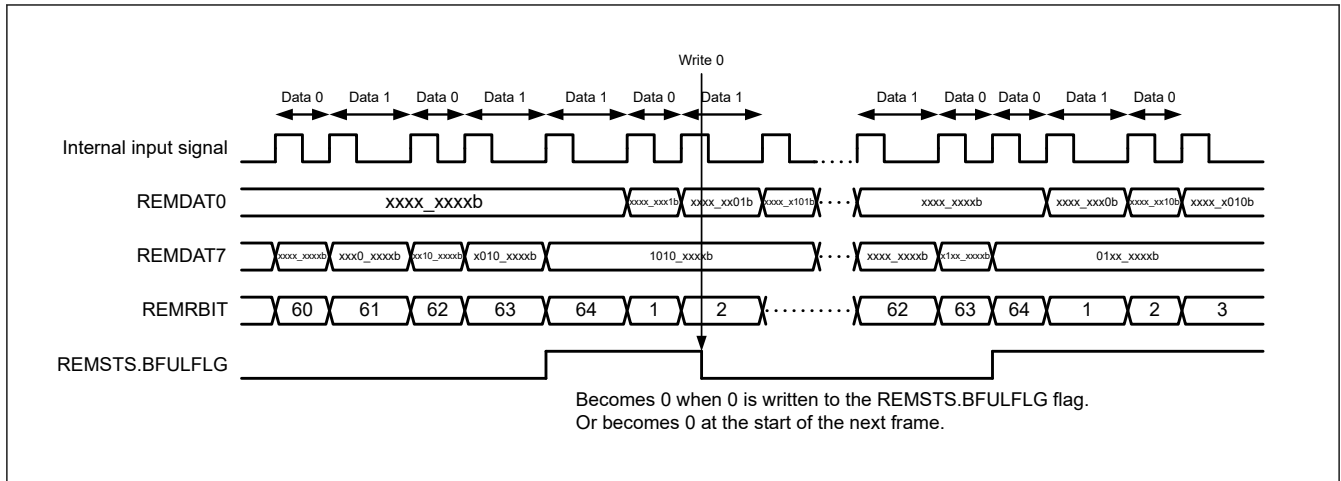 Write 0
Data 0 Data 1 Data 0 Data 1 Data 1 Data 0 Data 1 Data 1 Data 0 Data 0 Data 1 Data 0
Internal input signal
REMDAT0 xxxx_xxxxb xxxx_xxx1b xxxx_xx01b xxxx_x101b xxxx_xxxxb xxxx_xxx0b xxxx_xx10b xxxx_x010b
REMDAT7 xxxx_xxxxb xxx0_xxxxb xx10_xxxxb x010_xxxxb 1010_xxxxb xxxx_xxxxb x1xx_xxxxb 01xx_xxxxb
REMRBIT 60 61 62 63 64 1 2 62 63 64 1 2 3
REMSTS.BFULFLG
Becomes 0 when 0 is written to the REMSTS.BFULFLG flag.
Or becomes 0 at the start of the next frame.